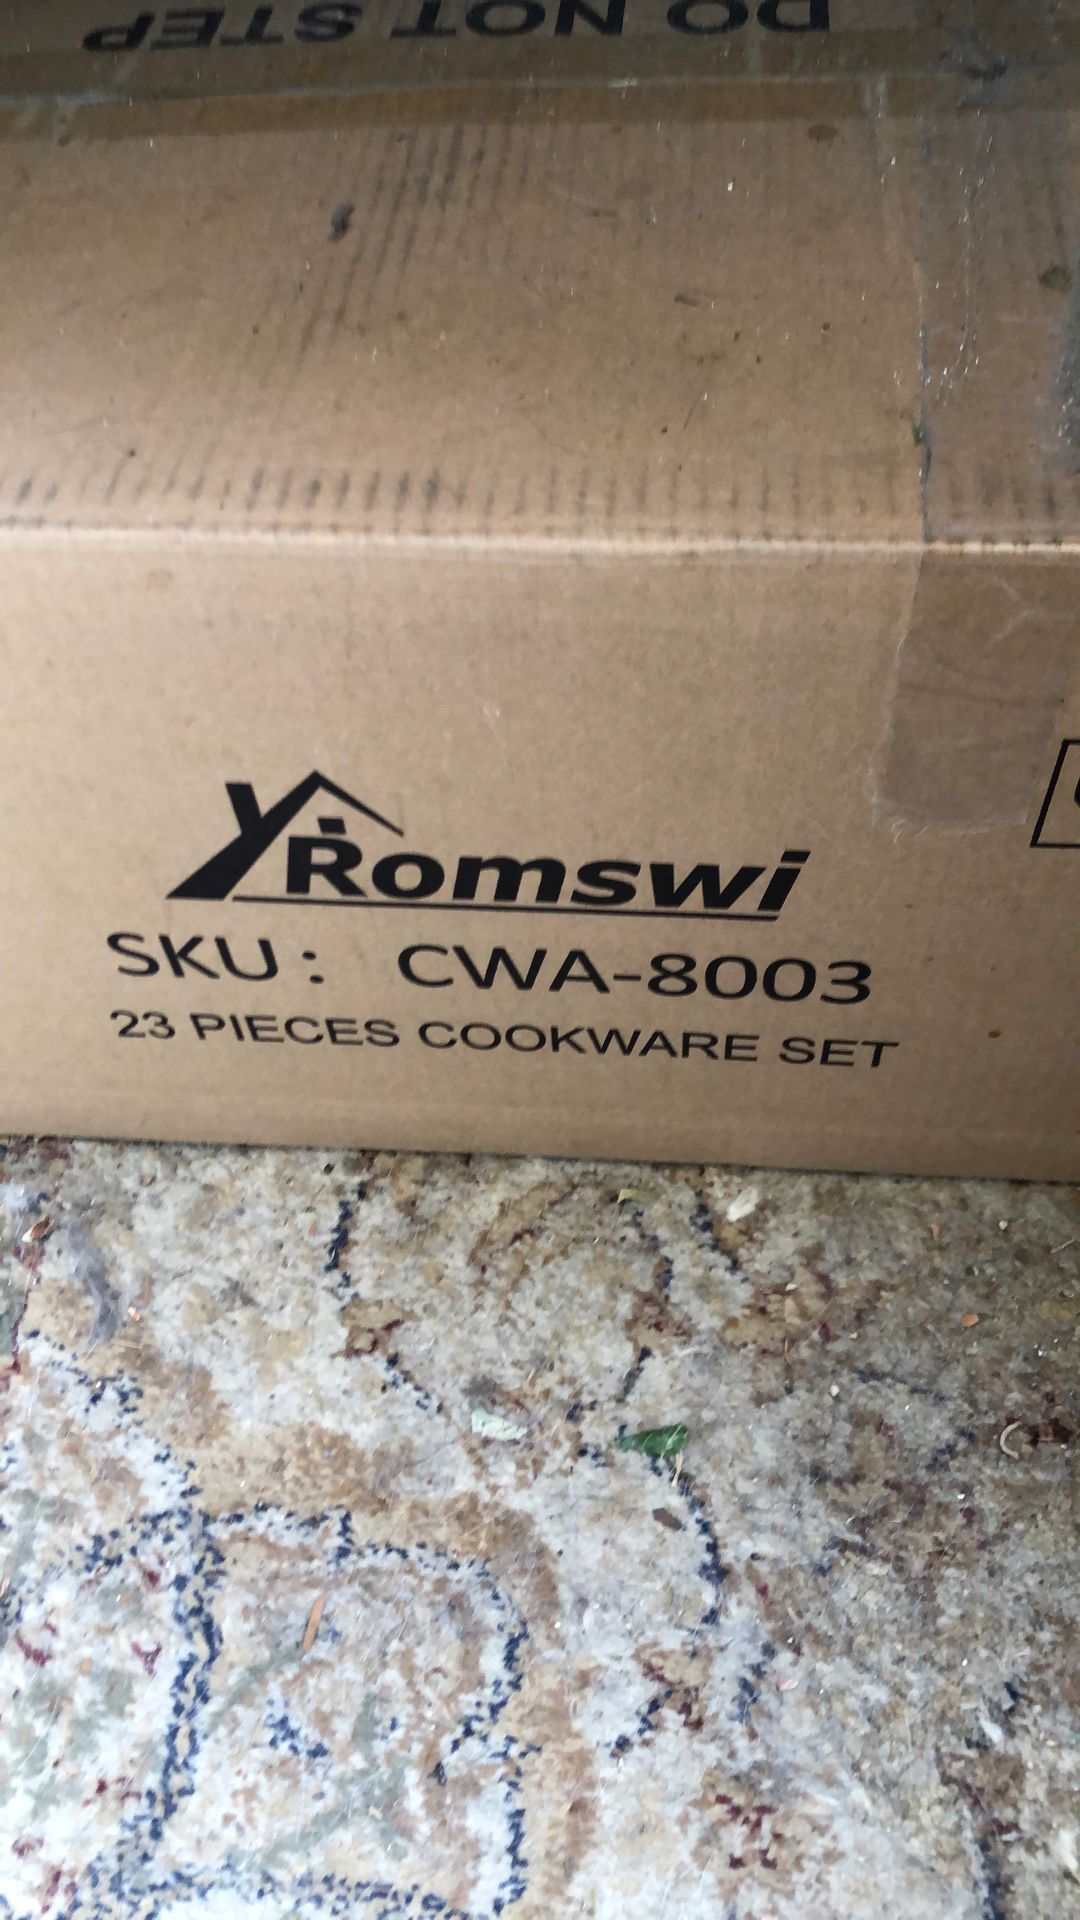 DO NOT STEP
YRomswi
SKU: CWA-8003
23 PIECES COOKWARE SET